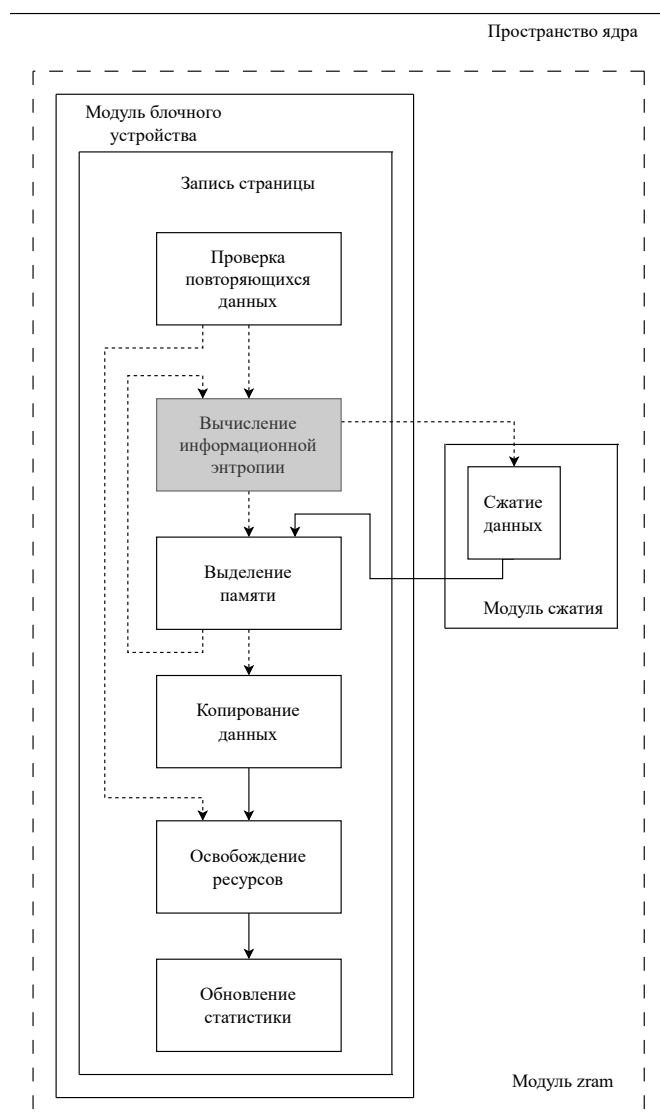 Пространство ядра
Модуль блочного
устройства
Запись страницы
Проверка
повторяющихся
данных
Вычисление
информационной
энтропии
Сжатие
данных
Выделение
памяти
Модуль сжатия
Копирование
данных
Освобождение
ресурсов
Обновление
статистики
Модуль zram